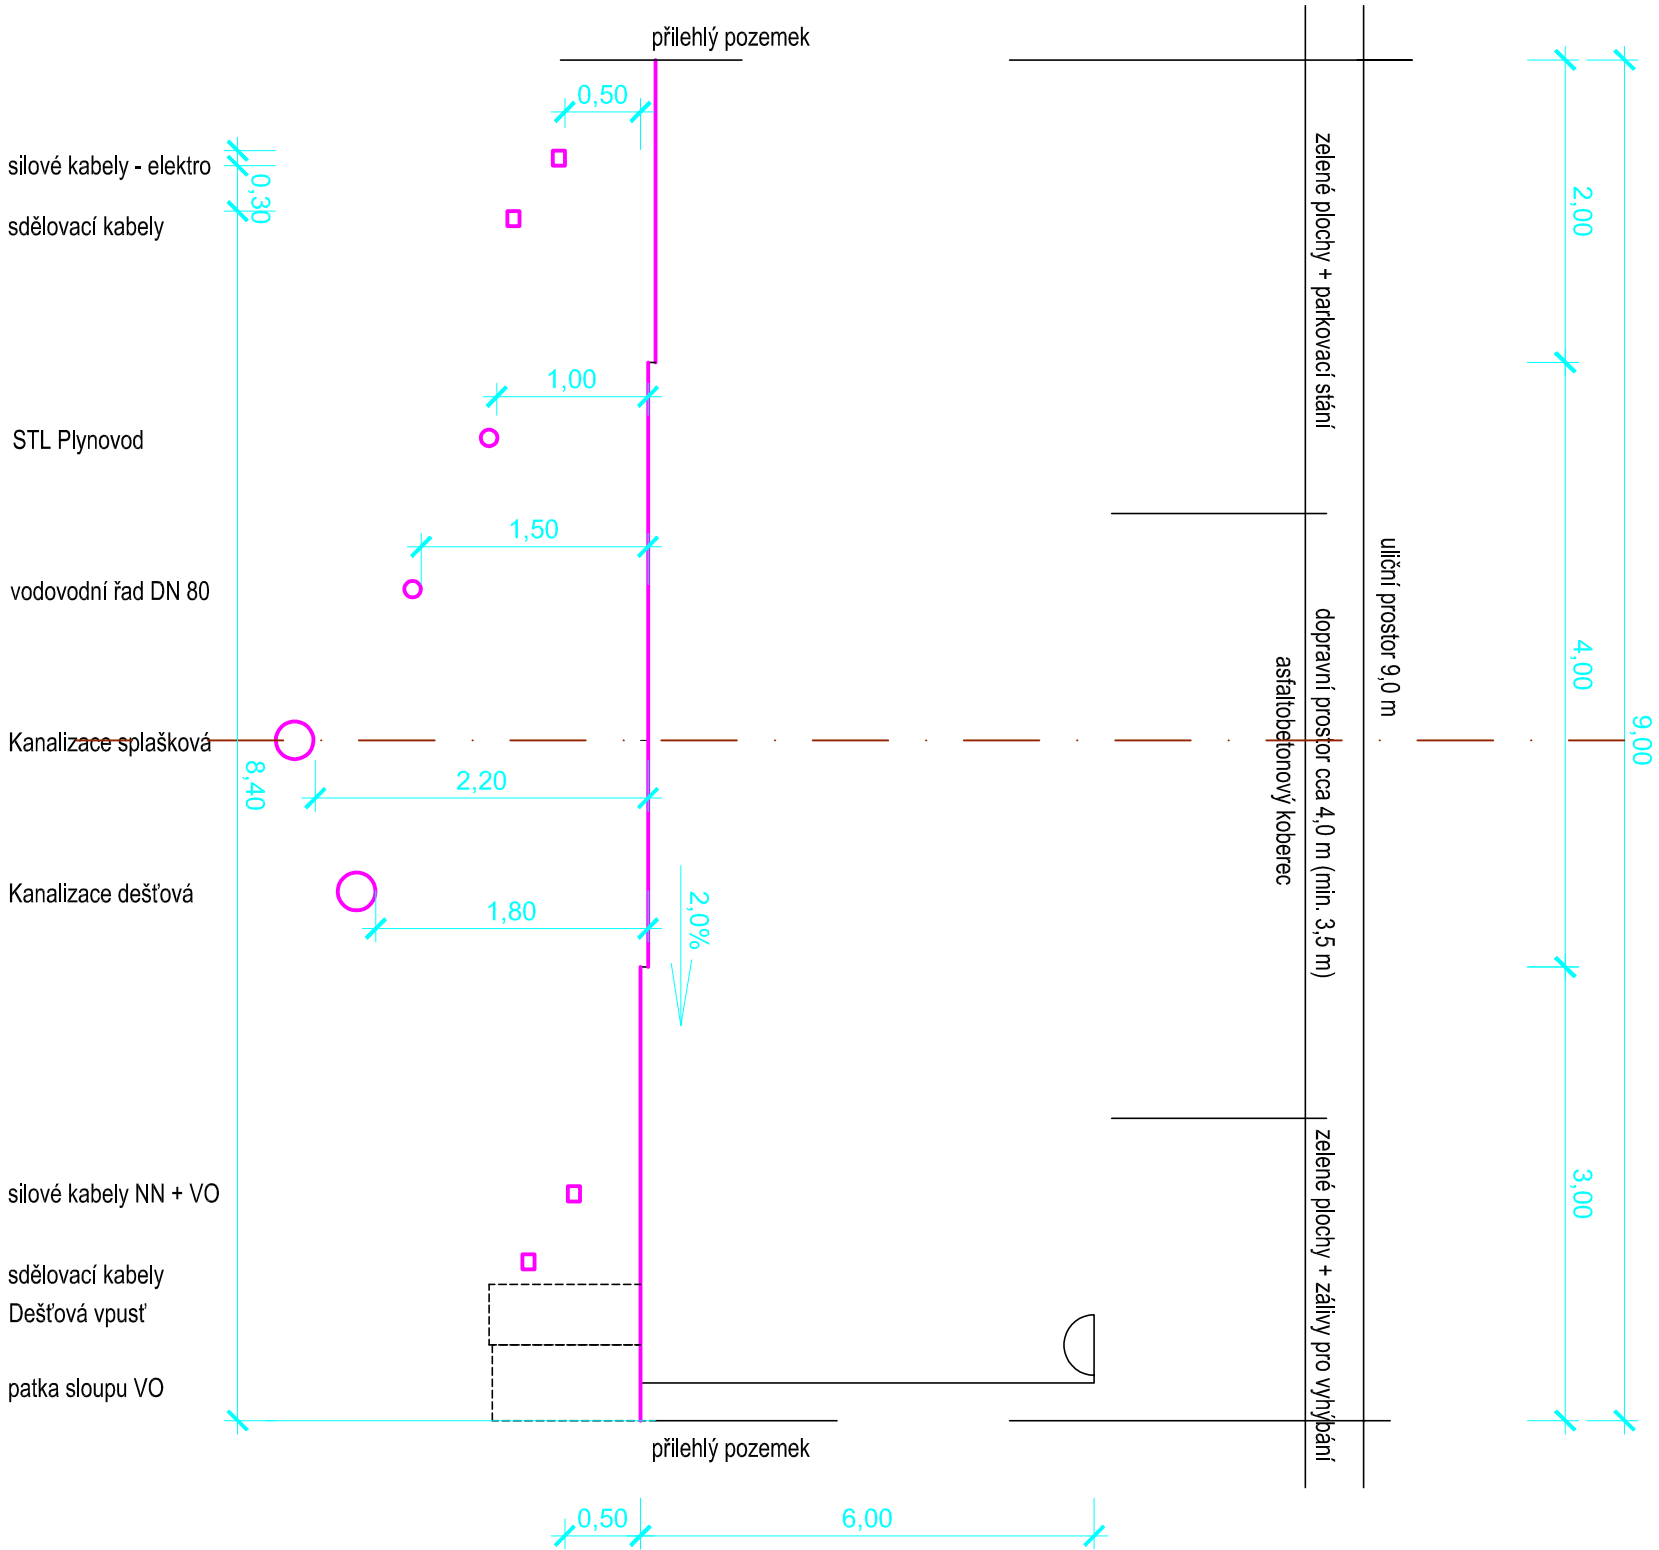 přilehlý pozemek
0,50
silové kabely - elektro
0,30
sdělovací kabely
1,00
STL Plynovod
1,50
vodovodní řad DN 80
Kanalizace splašková
8,40
2,20
Kanalizace dešťová
1,80
2,0%
silové kabely NN + VO
sdělovací kabely
Dešťová vpusť
patka sloupu VO
přilehlý pozemek
0,50
6,00
zelené plochy + parkovací stání
dopravní prostor cca 4,0 m (min. 3,5 m)
asfaltobetonový koberec
zelené plochy + zálivy pro vyhýbání
uliční prostor 9,0 m
2,00
4,00
3,00
9,00